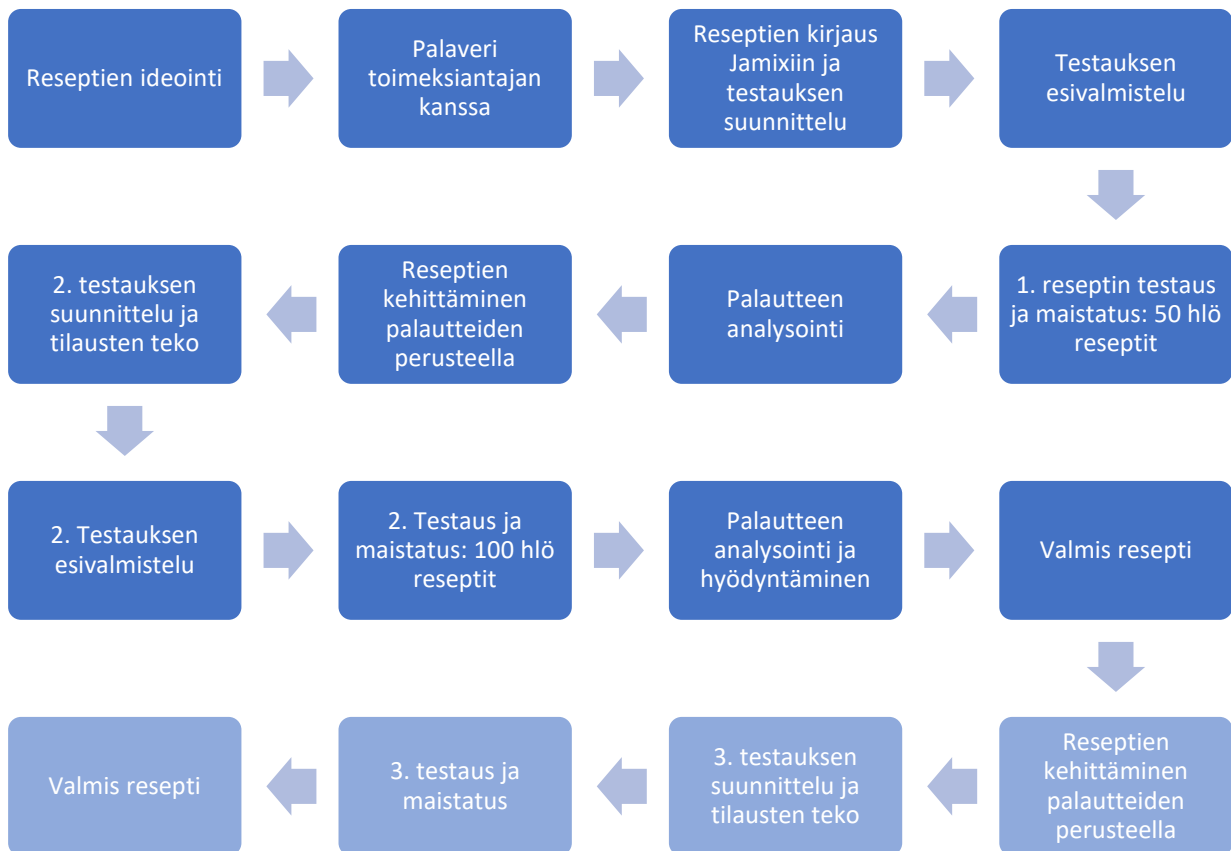 Reseptien ideointi
Palaveri
toimeksiantajan
kanssa
Reseptien kirjaus
Jamixiin ja
testauksen
suunnittelu
Testauksen
esivalmistelu
1. reseptin testaus
ja maistatus: 50 hlö
reseptit
Palautteen
analysointi
Reseptien
kehittäminen
palautteiden
perusteella
2. testauksen
suunnittelu ja
tilausten teko
2. Testauksen
esivalmistelu
2. Testaus ja
maistatus: 100 hlö
reseptit
Palautteen
analysointi ja
hyödyntäminen
Valmis resepti
Reseptien
kehittäminen
palautteiden
perusteella
3. testauksen
suunnittelu ja
tilausten teko
3. testaus ja
maistatus
Valmis resepti